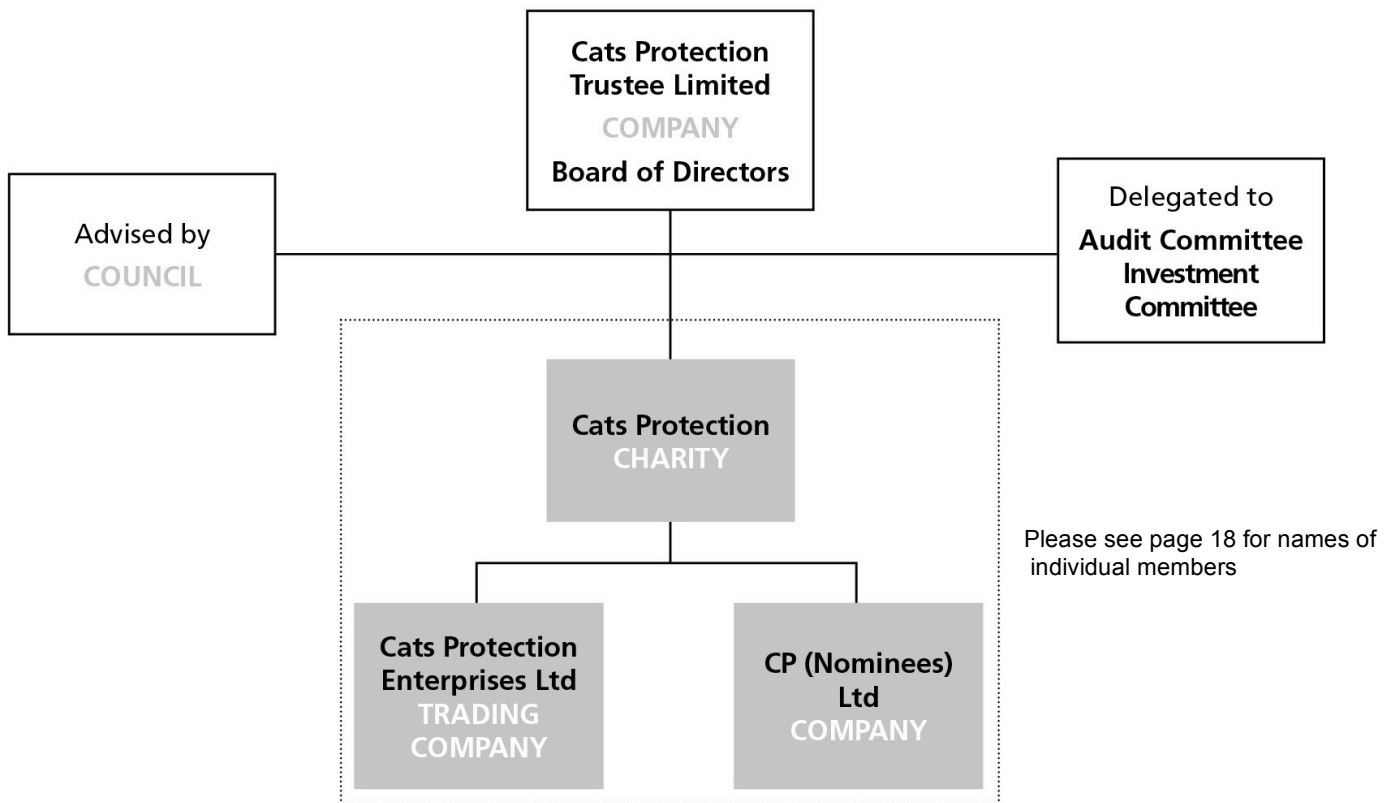 Cats Protection
Trustee Limited
COMPANY
Board of Directors
Advised by
COUNCIL
Delegated to
Audit Committee
Investment
Committee
Cats Protection
CHARITY
Please see page 18 for names of
individual members
Cats Protection
Enterprises Ltd
TRADING
COMPANY
CP (Nominees)
Ltd
COMPANY